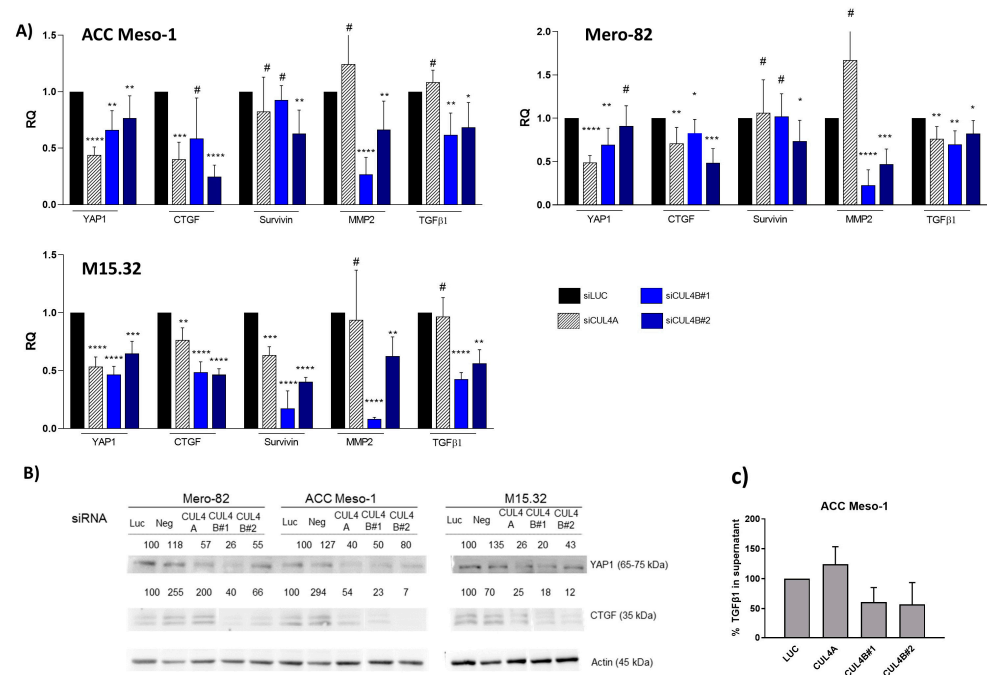 A)
ACC Meso-1
RQ
1.5
1.0
0.5
0.0
**** ** **
*** # ****
# # **
# **** **
# ** *
YAP1 CTGF Survivin MMP2 TGFβ1
Mero-82
RQ
2.0
1.5
1.0
0.5
0.0
**** ** #
** * ***
# # *
# **** ***
** ** *
YAP1 CTGF Survivin MMP2 TGFβ1
M15.32
RQ
1.5
1.0
0.5
0.0
**** **** ***
** **** ****
*** **** ****
# **** **
# **** **
YAP1 CTGF Survivin MMP2 TGFβ1
siLUC siCUL4B#1
siCUL4A siCUL4B#2
B)
Mero-82 ACC Meso-1 M15.32
siRNA Luc Neg CUL4 A CUL4 B#1 CUL4 B#2 Luc Neg CUL4 A CUL4 B#1 CUL4 B#2 Luc Neg CUL4 A CUL4 B#1 CUL4 B#2
100 118 57 26 55 100 127 40 50 80 100 135 26 20 43
YAP1 (65-75 kDa)
100 255 200 40 66 100 294 54 23 7 100 70 25 18 12
CTGF (35 kDa)
Actin (45 kDa)
c)
ACC Meso-1
% TGFβ1 in supernatant
200
150
100
50
0
LUC CUL4A CUL4B#1 CUL4B#2